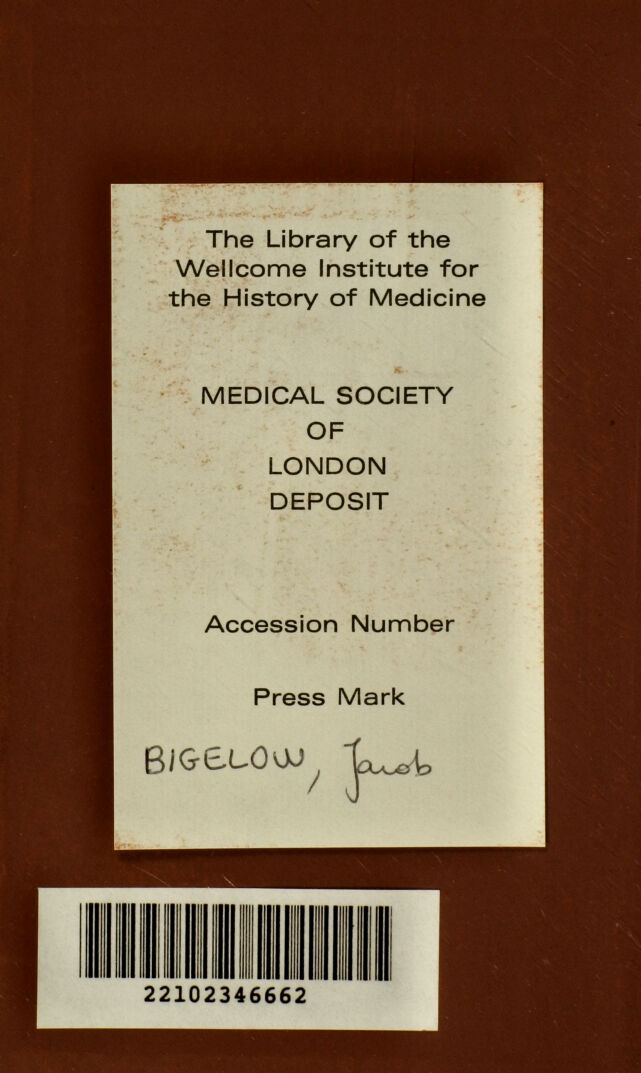 The Library of the
Wellcome Institute for
the History of Medicine
MEDICAL SOCIETY
OF
LONDON
DEPOSIT
Accession Number
Press Mark
BIGELOW, Jacob
22102346662